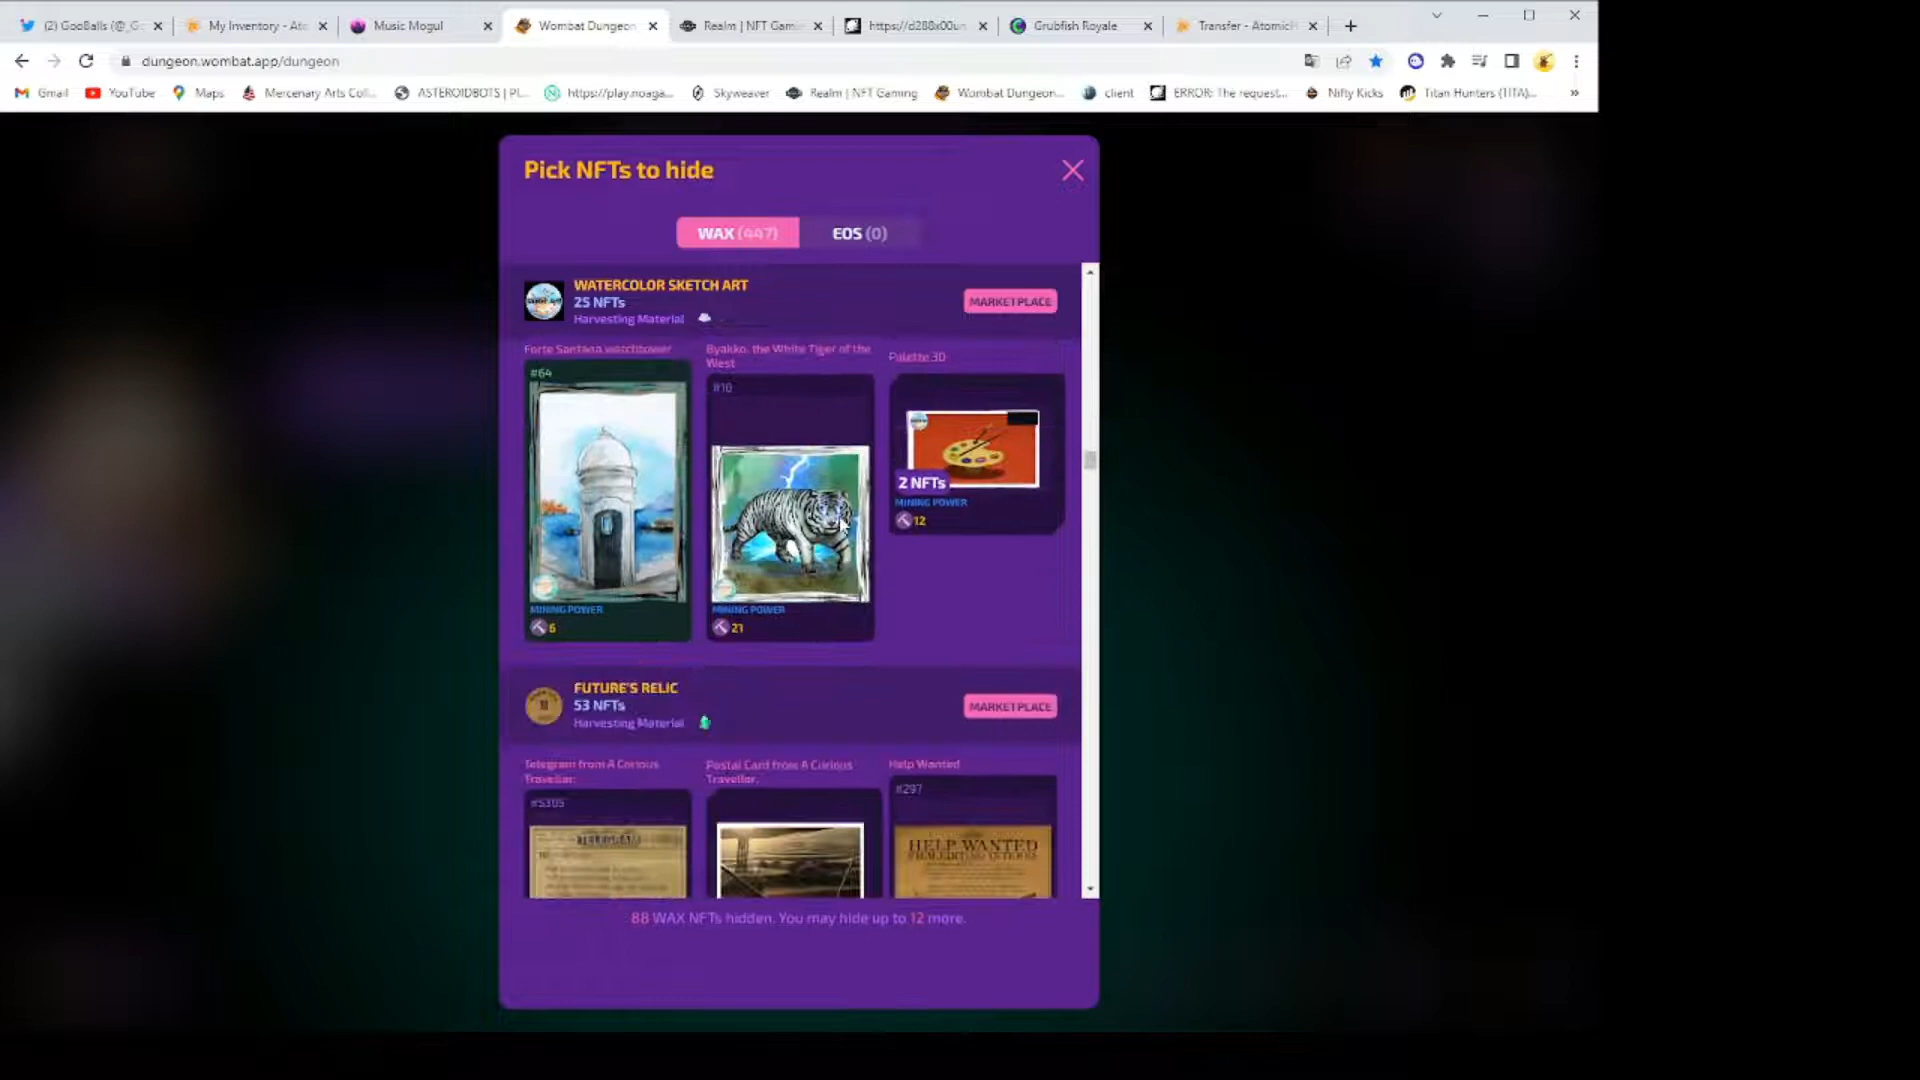 (2) GooBalls (@_G
My Inventory - Ato
Music Mogul
Wombat Dungeon
Realm | NFT Gami
https://d288x00un
Grubfish Royale
Transfer - AtomicH
dungeon.wombat.app/dungeon
Gmail
YouTube
Maps
Mercenary Arts Coll...
ASTEROIDBOTS | PL...
https://play.noaga...
Skyweaver
Realm | NFT Gaming
Wombat Dungeon...
client
ERROR: The request...
Nifty Kicks
Titan Hunters (TITA)...
»
Pick NFTs to hide
WAX (447)
EOS (0)
WATERCOLOR SKETCH ART
25 NFTs
Harvesting Material
MARKETPLACE
Forte Santana watchtower
Byakko, the White Tiger of the
West
Palette 3D
#64
#10
2 NFTs
MINING POWER
12
MINING POWER
6
MINING POWER
21
FUTURE'S RELIC
53 NFTs
Harvesting Material
MARKETPLACE
Telegram from A Curious
Traveller.
Postal Card from A Curious
Traveller.
Help Wanted
#5305
#297
TELEGRAM
HELP WANTED
88 WAX NFTs hidden. You may hide up to 12 more.